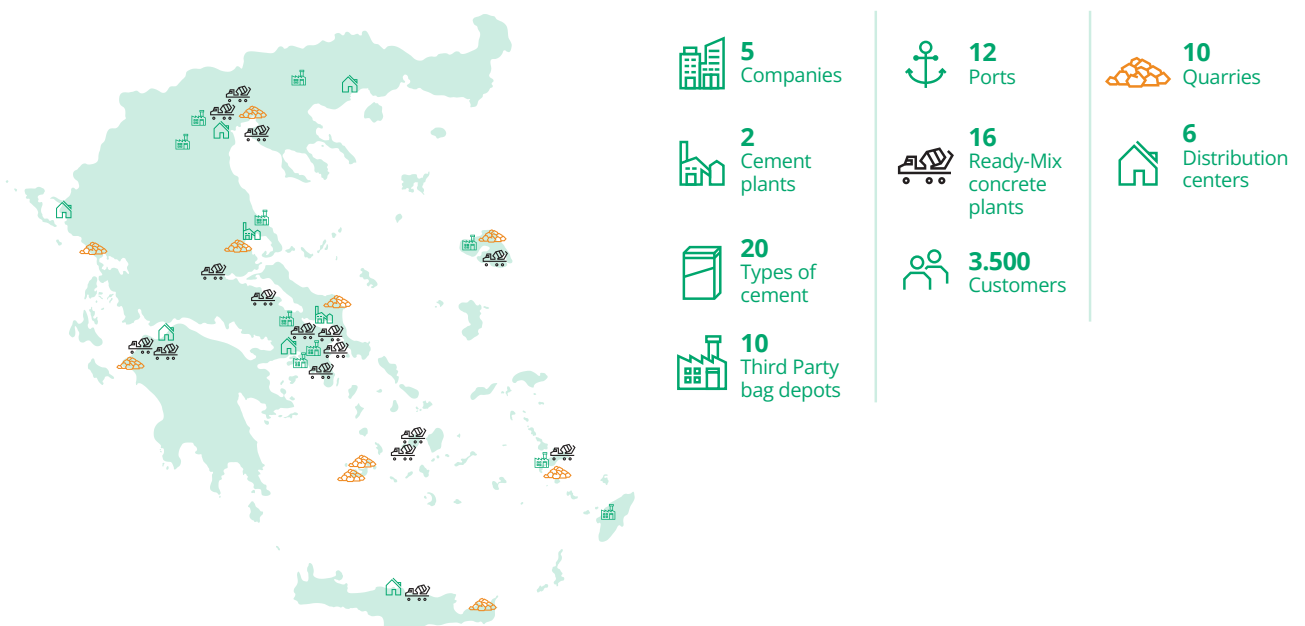 5
Companies
2
Cement
plants
20
Types of
cement
10
Third Party
bag depots
12
Ports
16
Ready-Mix
concrete
plants
3.500
Customers
10
Quarries
6
Distribution
centers